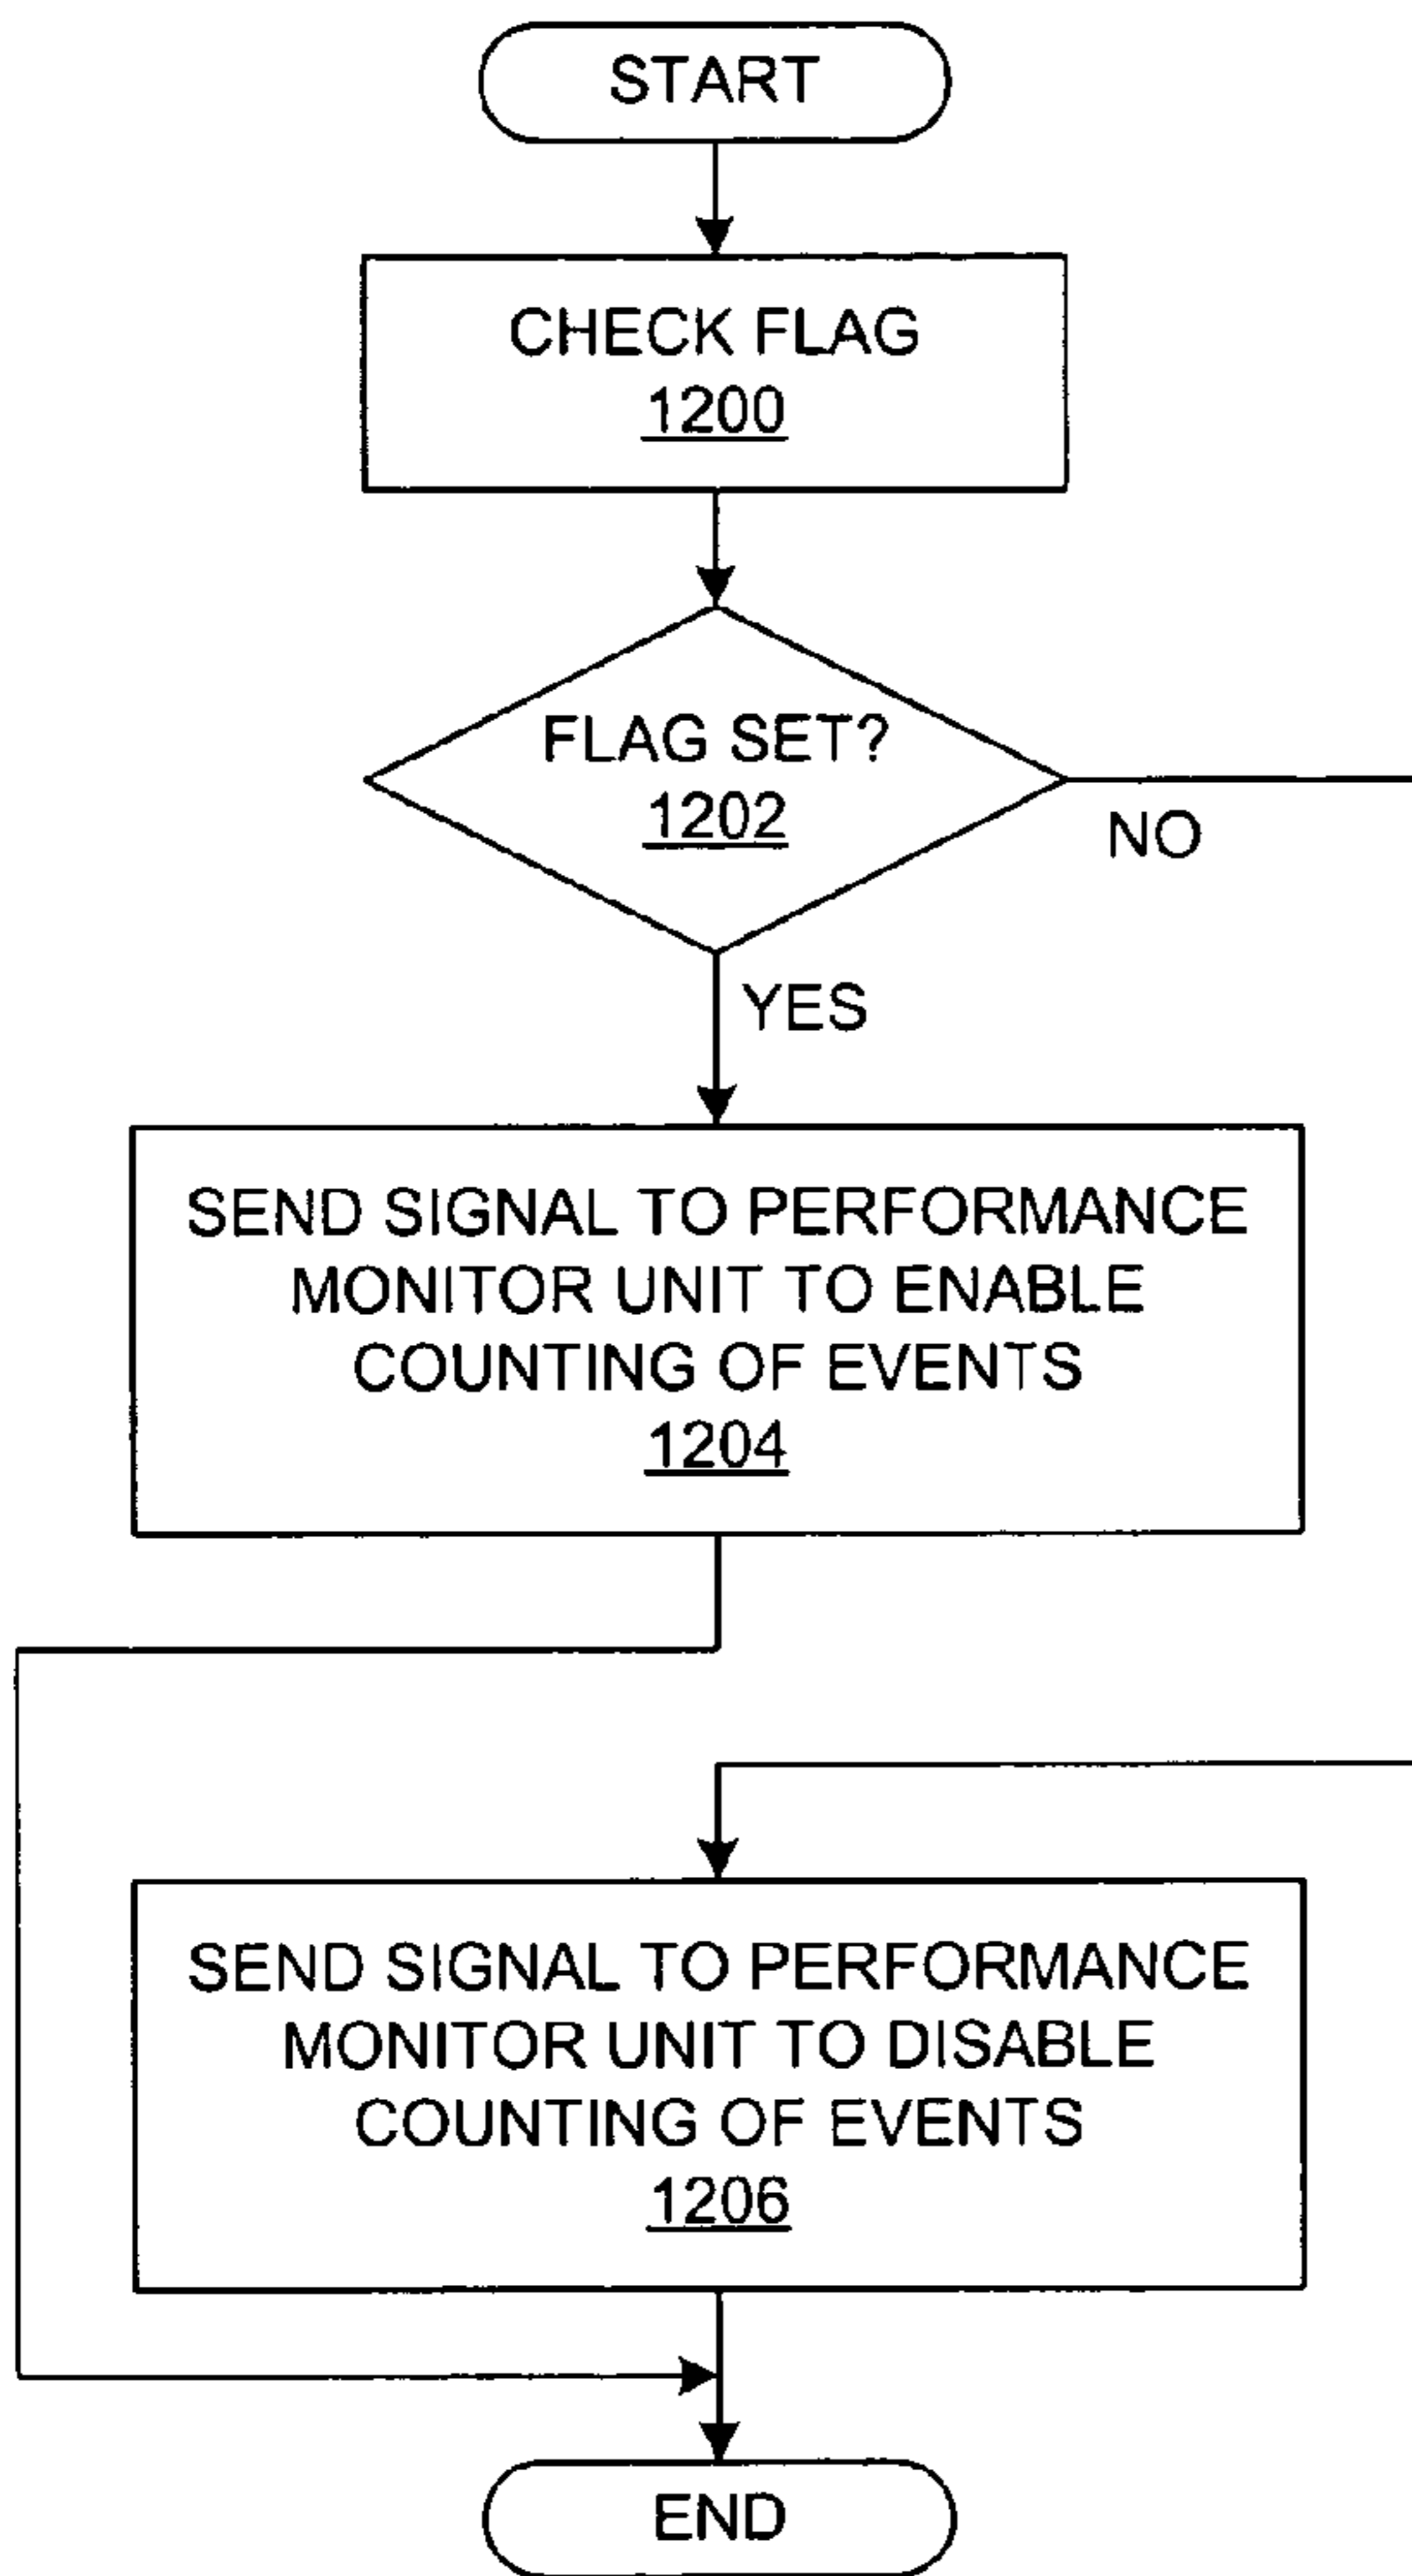 START
CHECK FLAG
1200
FLAG SET?
1202
NO
YES
SEND SIGNAL TO PERFORMANCE
MONITOR UNIT TO ENABLE
COUNTING OF EVENTS
1204
SEND SIGNAL TO PERFORMANCE
MONITOR UNIT TO DISABLE
COUNTING OF EVENTS
1206
END